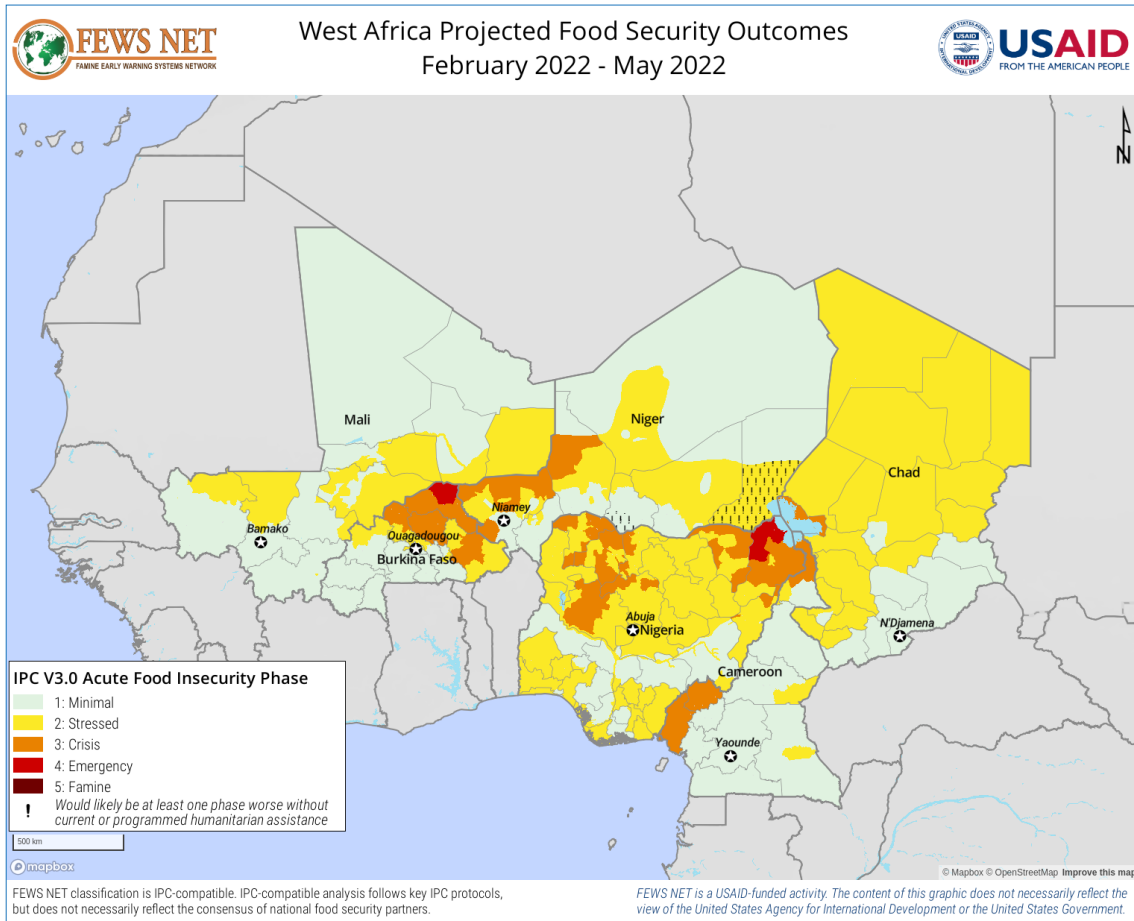 FEWS NET
FAMINE EARLY WARNING SYSTEMS NETWORK
West Africa Projected Food Security Outcomes
February 2022 - May 2022
UNITED STATES AGENCY
INTERNATIONAL DEVELOPMENT
USAID
USAID
FROM THE AMERICAN PEOPLE
N
Mali
Niger
Chad
Niamey
Bamako
Ouagadougou
Burkina Faso
Abuja
Nigeria
N'Djamena
Cameroon
Yaounde
IPC V3.0 Acute Food Insecurity Phase
1: Minimal
2: Stressed
3: Crisis
4: Emergency
5: Famine
! Would likely be at least one phase worse without
current or programmed humanitarian assistance
500 km
mapbox
© Mapbox © OpenStreetMap Improve this map
FEWS NET classification is IPC-compatible. IPC-compatible analysis follows key IPC protocols,
but does not necessarily reflect the consensus of national food security partners.
FEWS NET is a USAID-funded activity. The content of this graphic does not necessarily reflect the
view of the United States Agency for International Development or the United States Government.